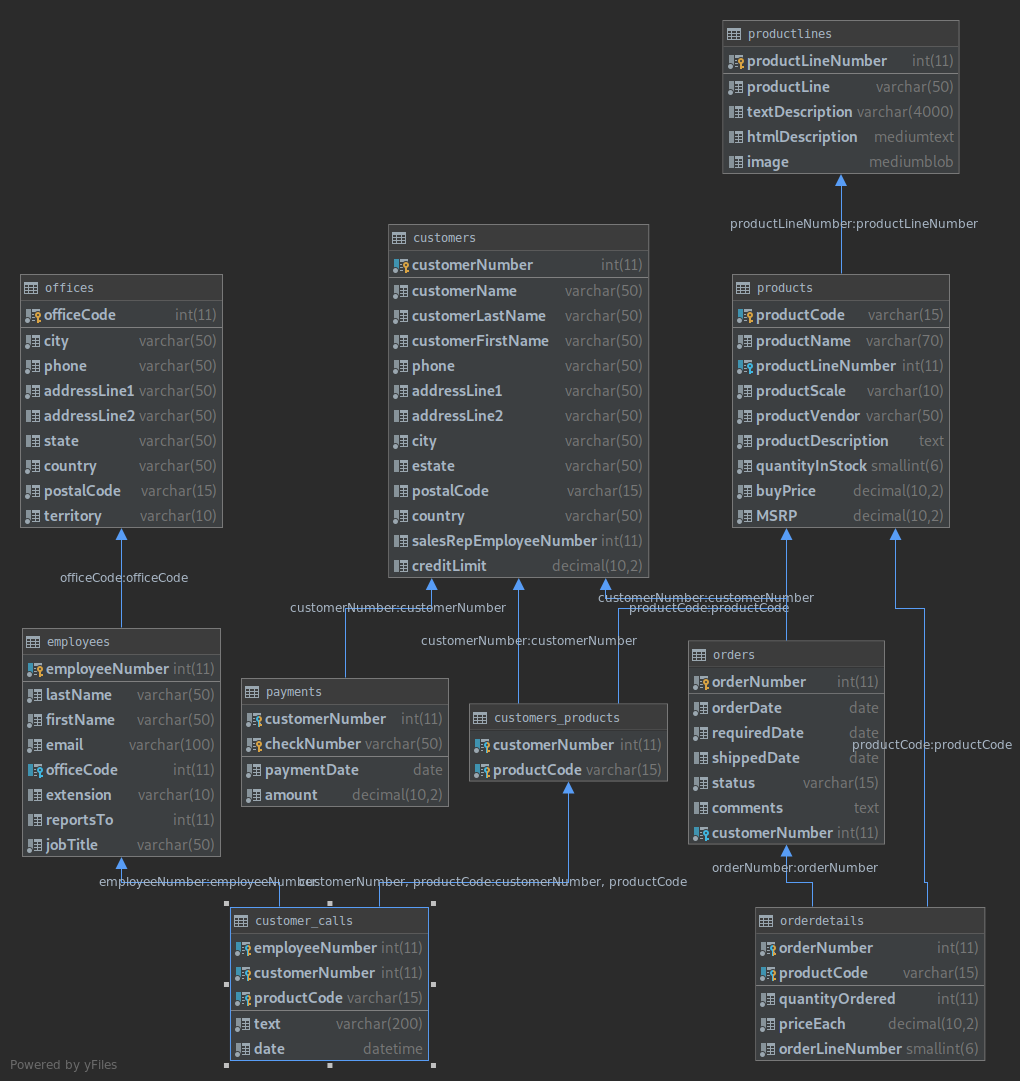 productlines
productLineNumber int(11)
productLine varchar(50)
textDescription varchar(4000)
htmlDescription mediumtext
image mediumblob
productLineNumber:productLineNumber
customers
customerNumber int(11)
customerName varchar(50)
customerLastName varchar(50)
customerFirstName varchar(50)
phone varchar(50)
addressLine1 varchar(50)
addressLine2 varchar(50)
city varchar(50)
estate varchar(50)
postalCode varchar(15)
country varchar(50)
salesRepEmployeeNumber int(11)
creditLimit decimal(10,2)
offices
officeCode int(11)
city varchar(50)
phone varchar(50)
addressLine1 varchar(50)
addressLine2 varchar(50)
state varchar(50)
country varchar(50)
postalCode varchar(15)
territory varchar(10)
products
productCode varchar(15)
productName varchar(70)
productLineNumber int(11)
productScale varchar(10)
productVendor varchar(50)
productDescription text
quantityInStock smallint(6)
buyPrice decimal(10,2)
MSRP decimal(10,2)
officeCode:officeCode
customerNumber:customerNumber
customerNumber:customerNumber
productCode:productCode
customerNumber:customerNumber
employees
employeeNumber int(11)
lastName varchar(50)
firstName varchar(50)
email varchar(100)
officeCode int(11)
extension varchar(10)
reportsTo int(11)
jobTitle varchar(50)
payments
customerNumber int(11)
checkNumber varchar(50)
paymentDate date
amount decimal(10,2)
customers_products
customerNumber int(11)
productCode varchar(15)
orders
orderNumber int(11)
orderDate date
requiredDate date
shippedDate date
status varchar(15)
comments text
customerNumber int(11)
productCode:productCode
orderNumber:orderNumber
employeeNumber:employeeNumber
customerNumber, productCode:customerNumber, productCode
customer_calls
employeeNumber int(11)
customerNumber int(11)
productCode varchar(15)
text varchar(200)
date datetime
orderdetails
orderNumber int(11)
productCode varchar(15)
quantityOrdered int(11)
priceEach decimal(10,2)
orderLineNumber smallint(6)
Powered by yFiles